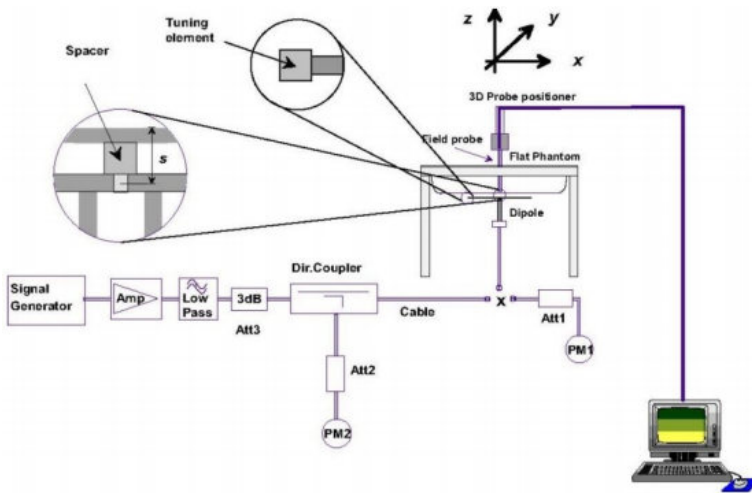 Tuning
element
Spacer
s
z
y
x
3D Probe positioner
Field probe
Flat Phantom
Dipole
Dir.Coupler
Signal
Generator
Amp
Low
Pass
3dB
Att3
Cable
X
Att1
PM1
Att2
PM2